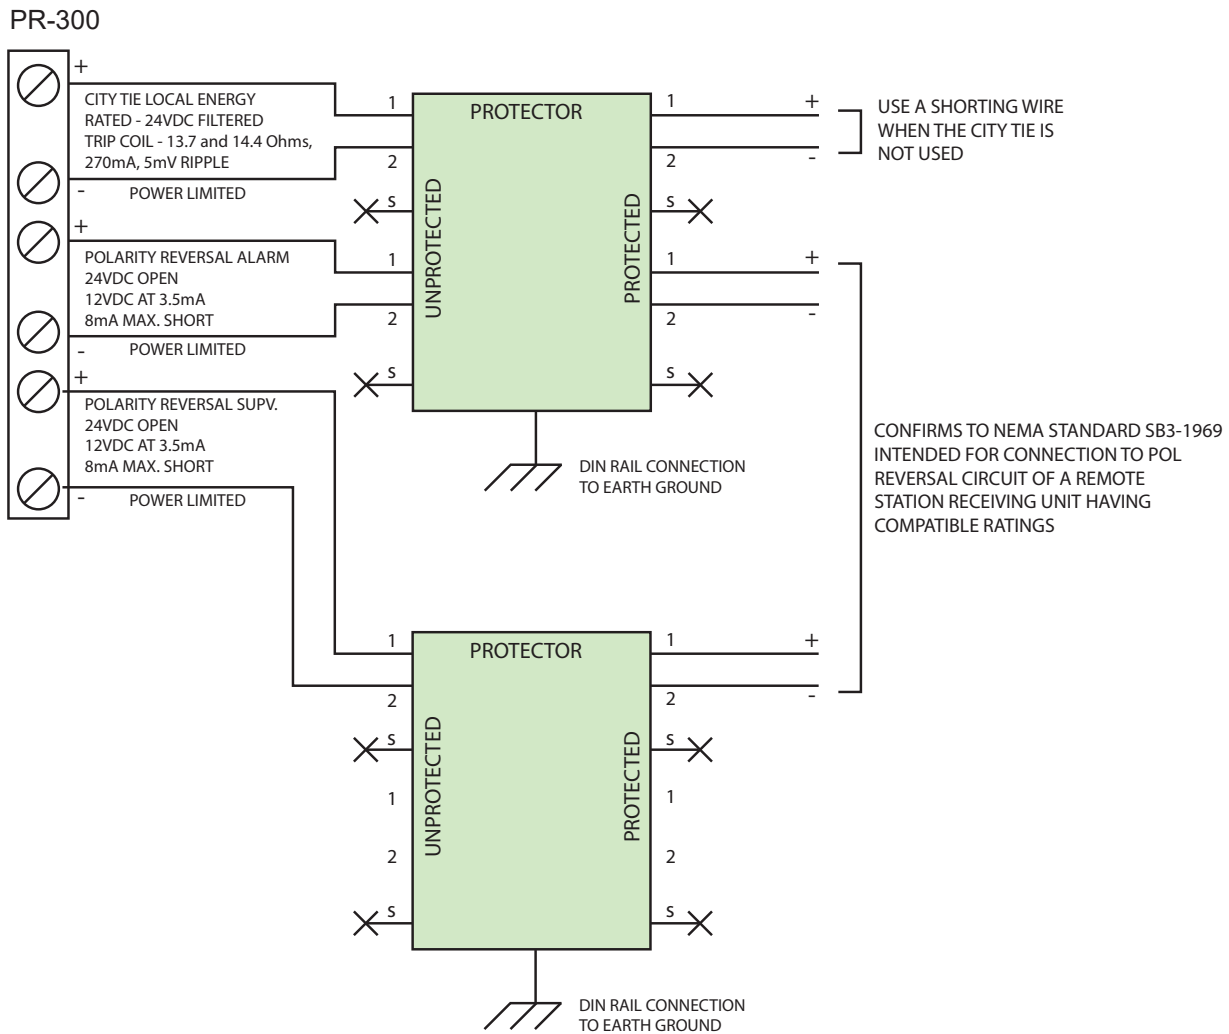 PR-300
+
CITY TIE LOCAL ENERGY
RATED - 24VDC FILTERED
TRIP COIL - 13.7 and 14.4 Ohms,
270mA, 5mV RIPPLE
-
POWER LIMITED
+
POLARITY REVERSAL ALARM
24VDC OPEN
12VDC AT 3.5mA
8mA MAX. SHORT
-
POWER LIMITED
+
POLARITY REVERSAL SUPV.
24VDC OPEN
12VDC AT 3.5mA
8mA MAX. SHORT
-
POWER LIMITED
1
2
S
1
2
S
PROTECTOR
UNPROTECTED
PROTECTED
1
2
S
1
2
S
+
-
+
-
USE A SHORTING WIRE
WHEN THE CITY TIE IS
NOT USED
DIN RAIL CONNECTION
TO EARTH GROUND
CONFIRMS TO NEMA STANDARD SB3-1969
INTENDED FOR CONNECTION TO POL
REVERSAL CIRCUIT OF A REMOTE
STATION RECEIVING UNIT HAVING
COMPATIBLE RATINGS
1
2
S
1
2
S
PROTECTOR
UNPROTECTED
PROTECTED
1
2
S
1
2
S
+
-
DIN RAIL CONNECTION
TO EARTH GROUND